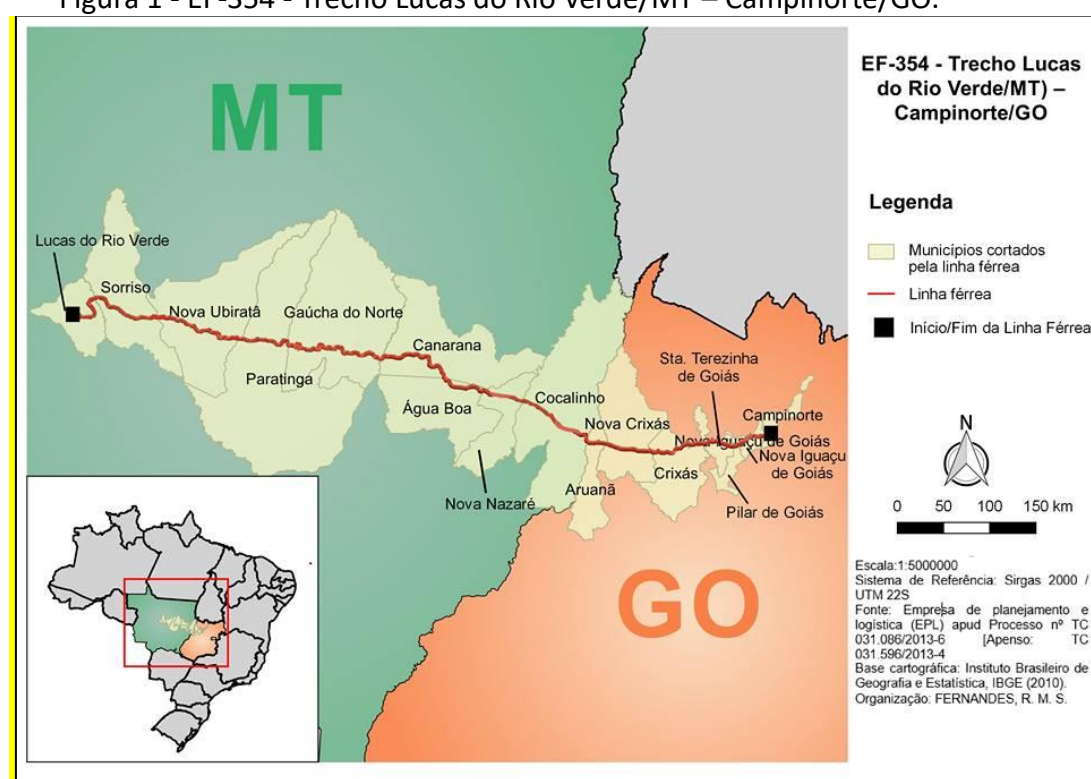 Figura 1 - EF-354 - Trecho Lucas do Rio Verde/MT – Campinorte/GO.
EF-354 - Trecho Lucas
do Rio Verde/MT) –
Campinorte/GO
MT
Legenda
Municípios cortados
pela linha férrea
Linha férrea
Início/Fim da Linha Férrea
Lucas do Rio Verde
Sorriso
Nova Ubiratâ
Gaúcha do Norte
Canarana
Paratinga
Água Boa
Nova Nazaré
Cocalinho
Sta. Terezinha
de Goiás
Campinorte
Nova Crixás
Nova Iguaçu de Goiás
Nova Iguaçu
de Goiás
Crixás
Aruanã
Pilar de Goiás
GO
N
0 50 100 150 km
Escala:1:5000000
Sistema de Referência: Sirgas 2000 /
UTM 22S
Fonte: Empresa de planejamento e
logística (EPL) apud Processo nº TC
031.086/2013-6 [Apenso: TC
031.596/2013-4
Base cartográfica: Instituto Brasileiro de
Geografia e Estatística, IBGE (2010).
Organização: FERNANDES, R. M. S.